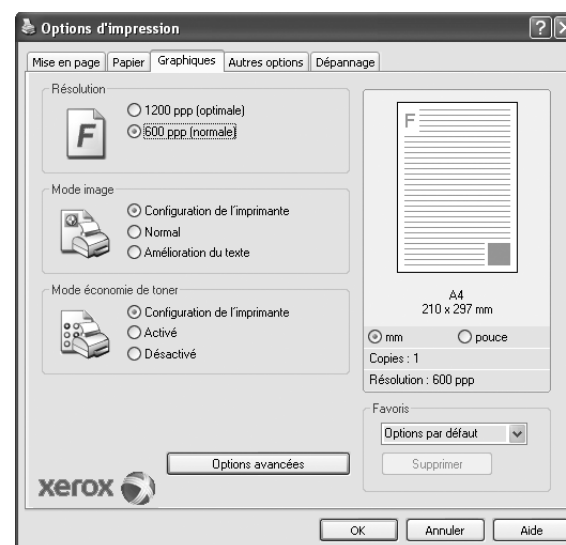 Options d'impression
Mise en page Papier Graphiques Autres options Dépannage
Résolution
1200 ppp (optimale)
600 ppp (normale)
F
Mode image
Configuration de l'imprimante
Normal
Amélioration du texte
Mode économie de toner
Configuration de l'imprimante
Activé
Désactivé
Options avancées
xerox
F
A4
210 x 297 mm
mm pouce
Copies : 1
Résolution : 600 ppp
Favoris
Options par défaut
Supprimer
OK Annuler Aide